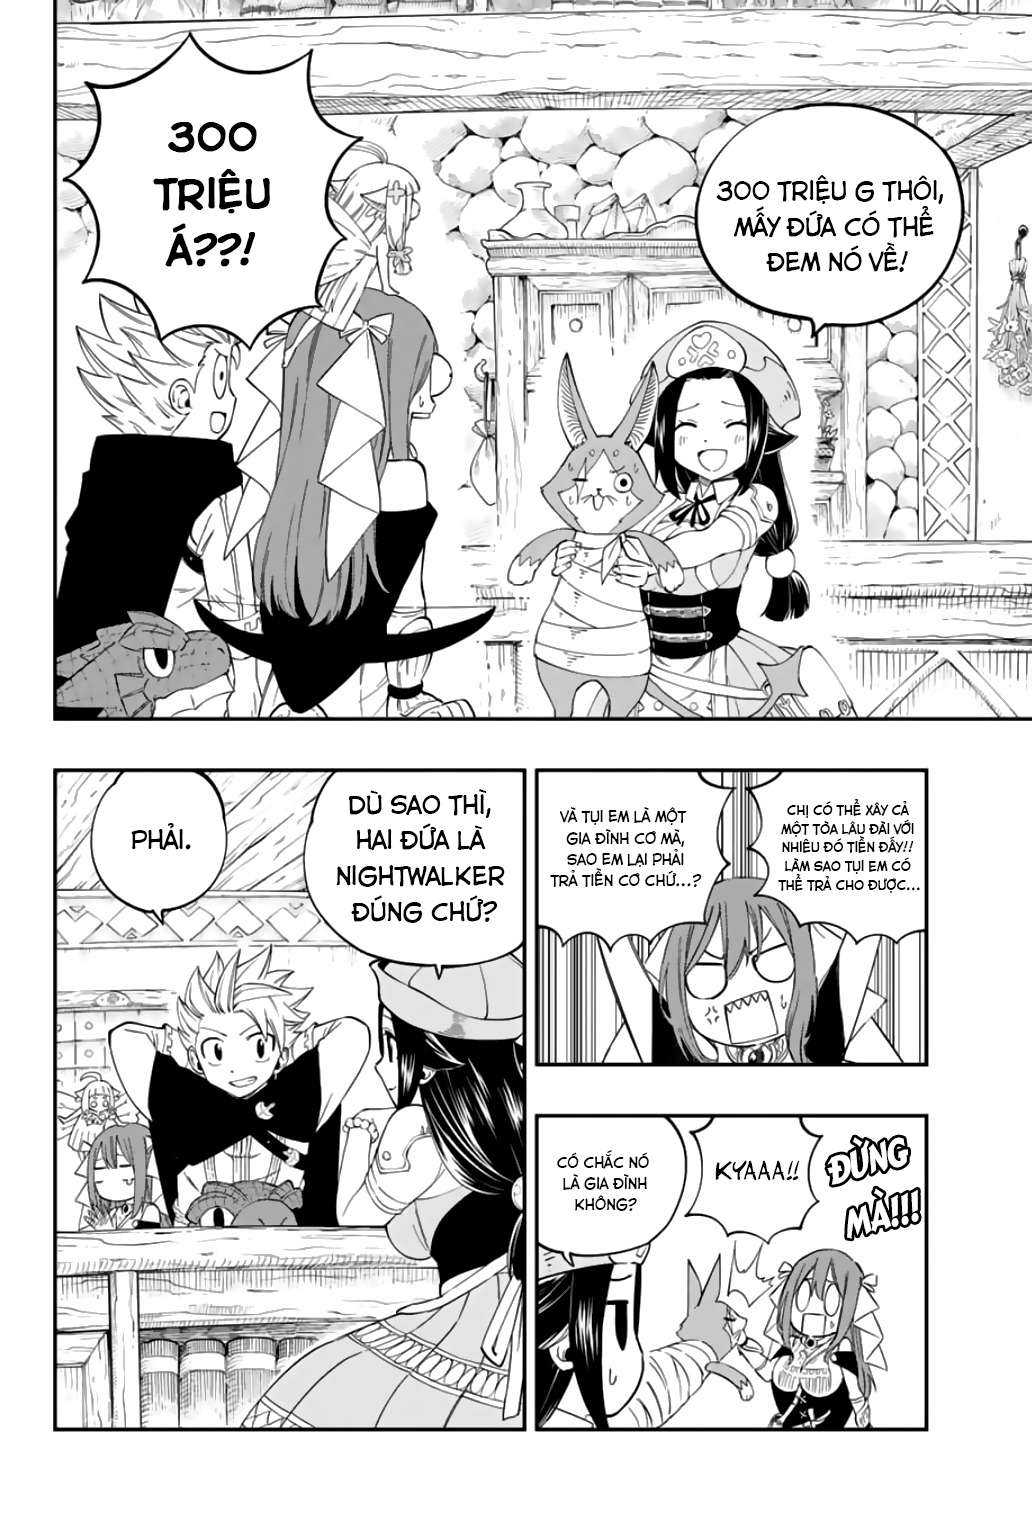 300 TRIỆU G THÔI,
MẤY ĐỨA CÓ THỂ
ĐEM NÓ VỀ!
300
TRIỆU
Á??!
CHỊ CÓ THỂ XÂY CẢ
MỘT TÒA LÂU ĐÀI VỚI
NHIÊU ĐÓ TIỀN ĐẤY!!
LÀM SAO TỤI EM CÓ
THỂ TRẢ CHO ĐƯỢC...
VÀ TỤI EM LÀ MỘT
GIA ĐÌNH CƠ MÀ,
SAO EM LẠI PHẢI
TRẢ TIỀN CƠ CHỨ...?
DÙ SAO THÌ,
HAI ĐỨA LÀ
NIGHTWALKER
ĐÚNG CHỨ?
PHẢI.
ĐỪNG
MÀ!!!
KYAAA!!
CÓ CHẮC NÓ
LÀ GIA ĐÌNH
KHÔNG?